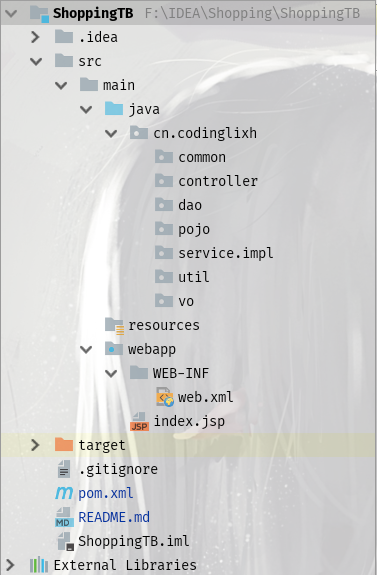 ShoppingTB F:\IDEA\Shopping\ShoppingTB
.idea
src
main
java
cn.codinglixh
common
controller
dao
pojo
service.impl
util
vo
resources
webapp
WEB-INF
web.xml
JSP index.jsp
target
.gitignore
m pom.xml
MD README.md
ShoppingTB.iml
External Libraries